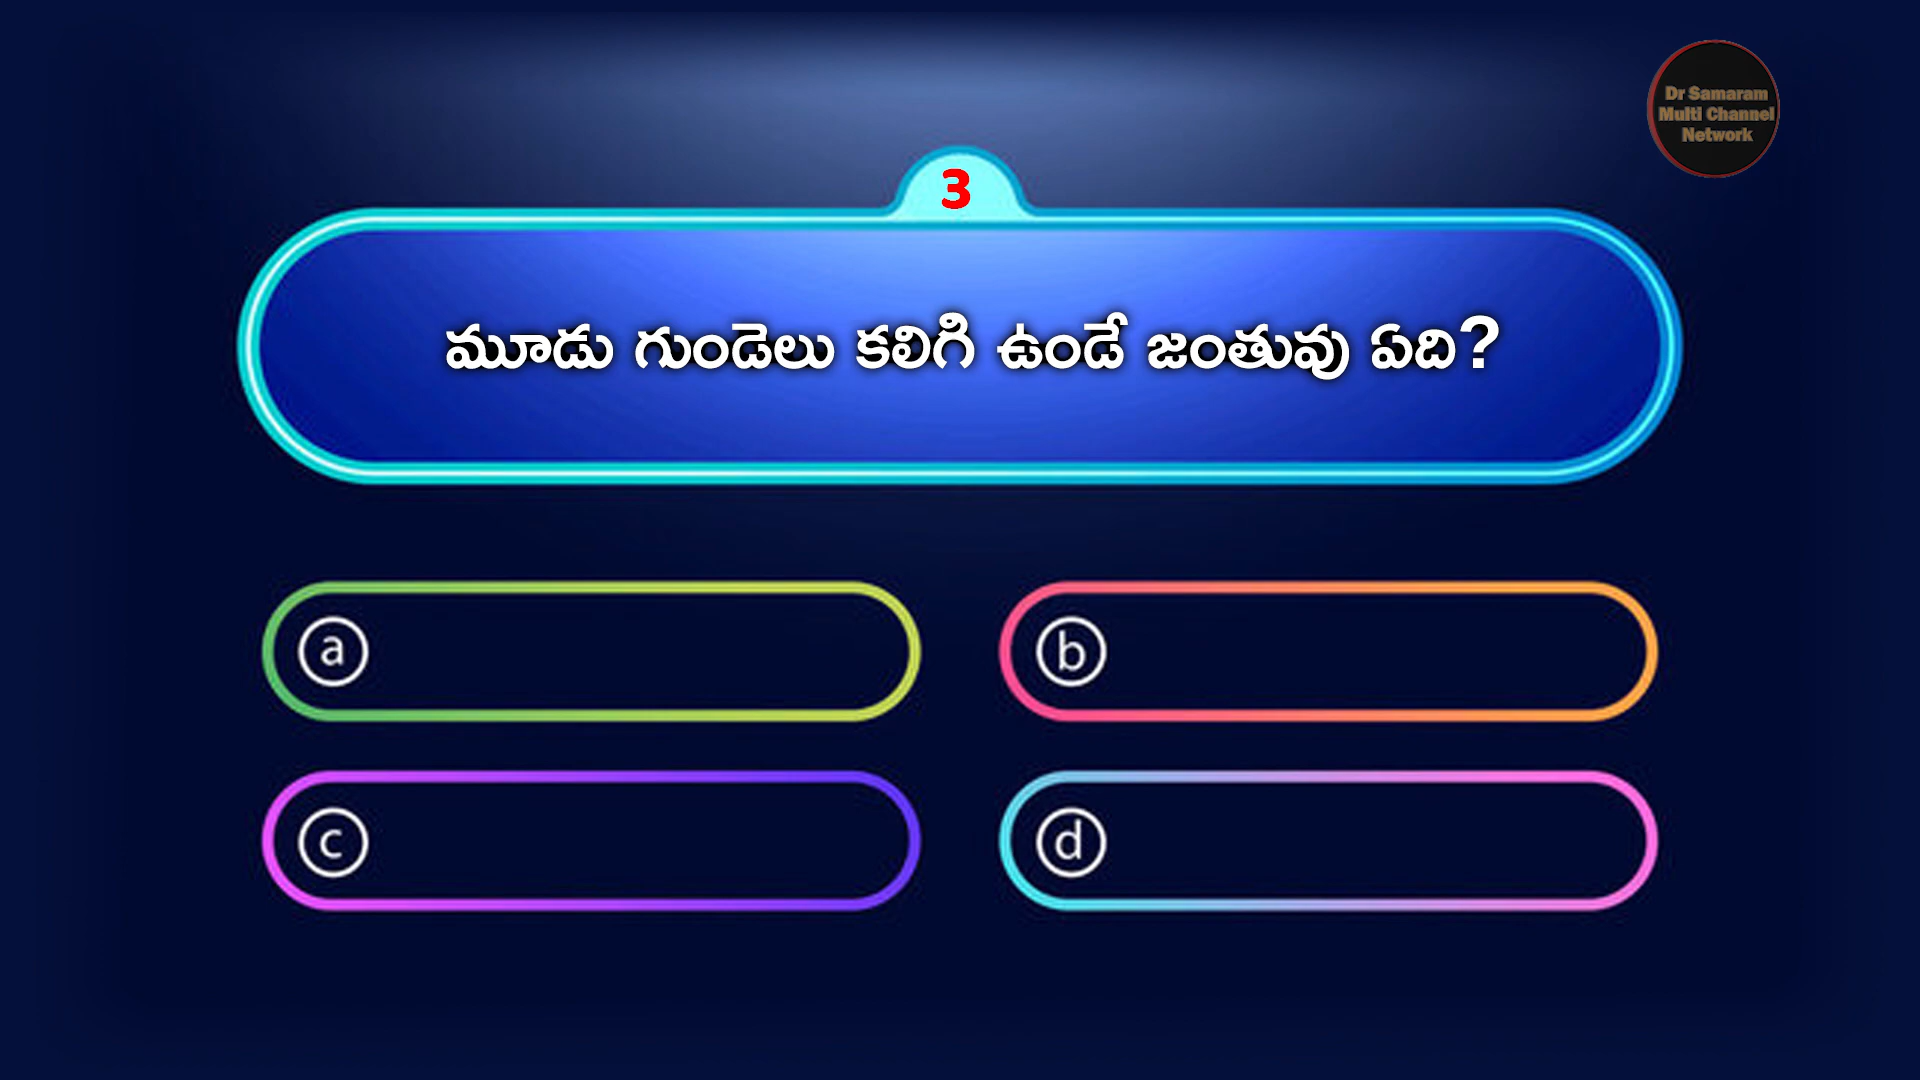 Dr Samaram
Multi Channel
Network
3
మూడు గుండెలు కలిగి ఉండే జంతువు ఏది?
a
b
c
d